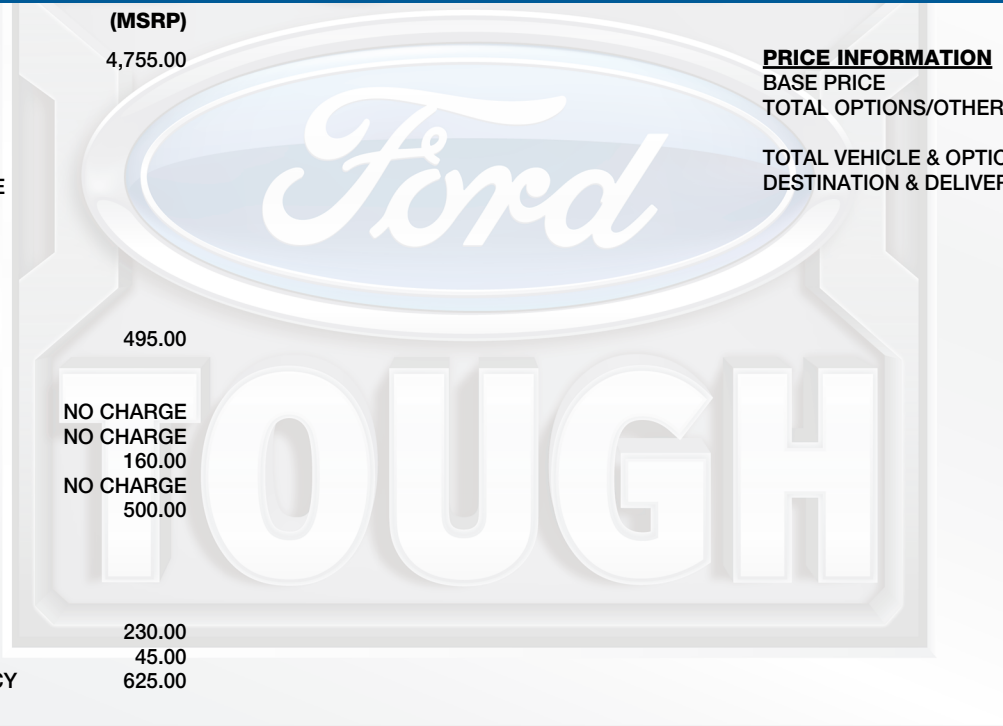 (MSRP)
4,755.00
PRICE INFORMATION
BASE PRICE
TOTAL OPTIONS/OTHER
TOTAL VEHICLE & OPTIO
DESTINATION & DELIVER
E
Ford
495.00
TOUGH
NO CHARGE
NO CHARGE
160.00
NO CHARGE
500.00
230.00
45.00
CY 625.00